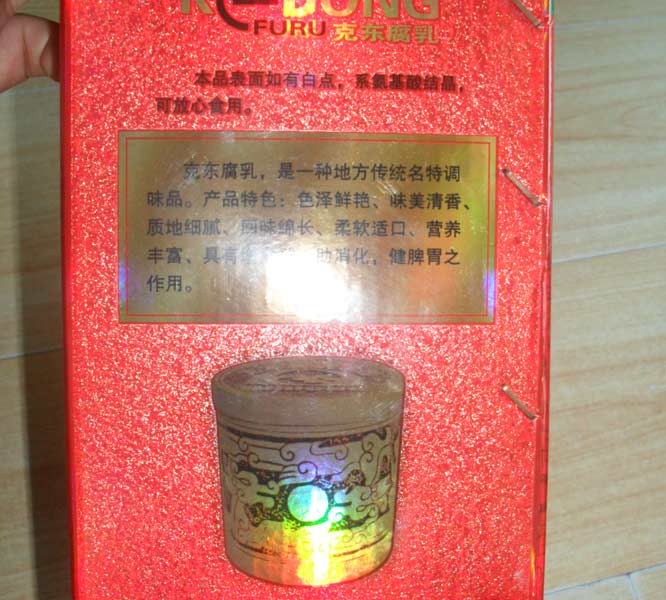 KEDONG
FURU 克东腐乳
本品表面如有白点，系氨基酸结晶，
可放心食用。
克东腐乳，是一种地方传统名特调
味品。产品特色：色泽鲜艳、味美清香、
质地细腻、回味绵长、柔软适口、营养
丰富、具有 助消化，健脾胃之
作用。